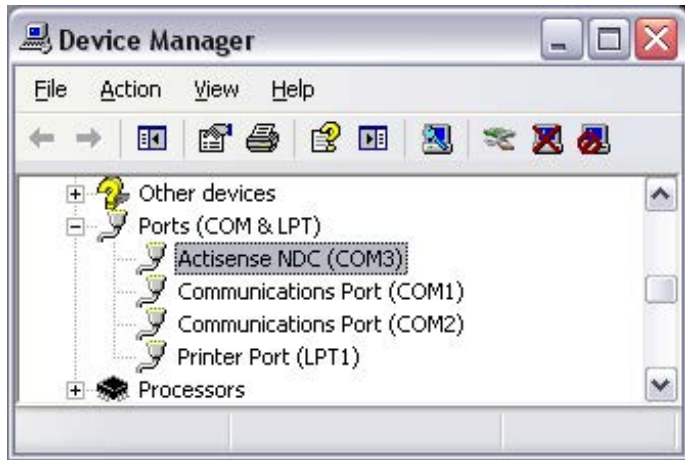 Device Manager
File Action View Help
Other devices
Ports (COM & LPT)
Actisense NDC (COM3)
Communications Port (COM1)
Communications Port (COM2)
Printer Port (LPT1)
Processors